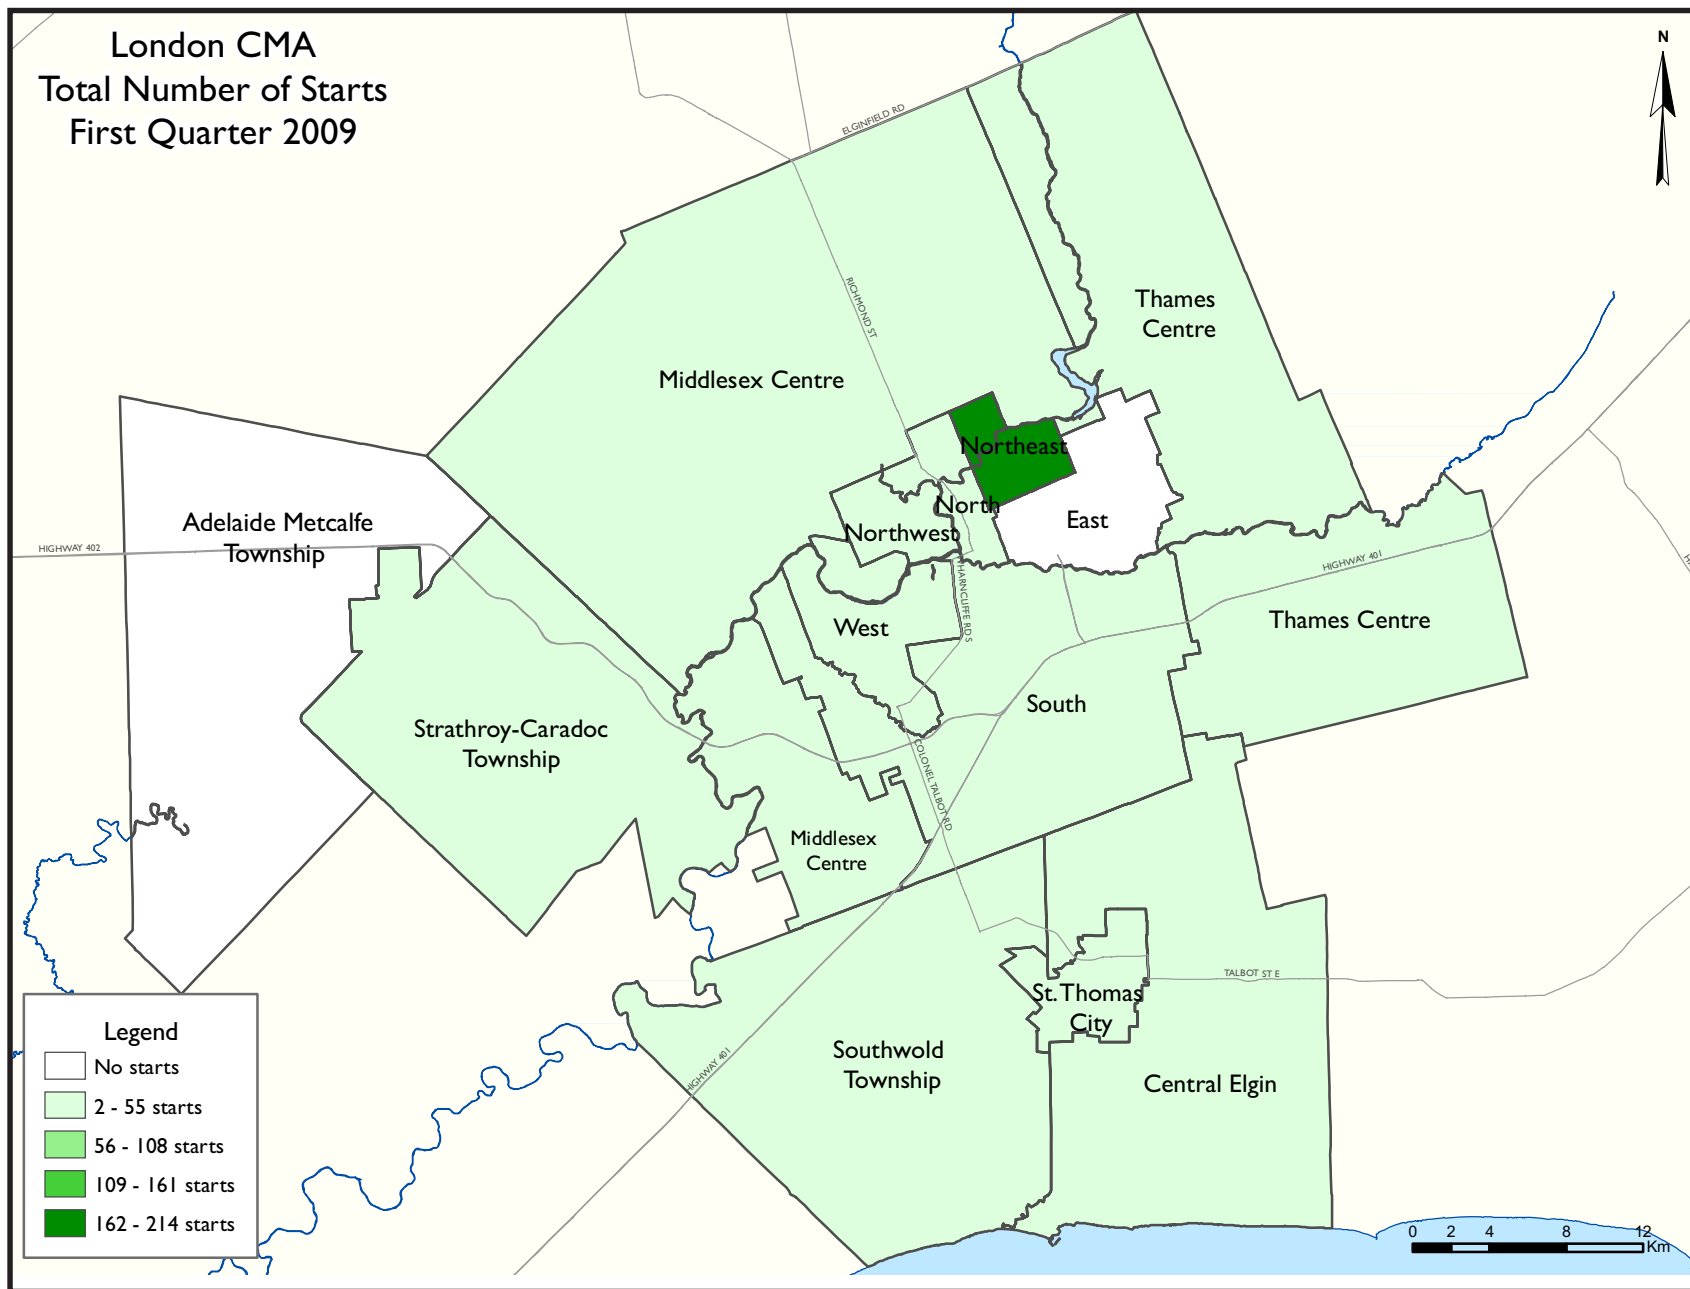 London CMA
Total Number of Starts
First Quarter 2009
N
ELGINFIELD RD
RICHMOND ST
Thames
Centre
Middlesex Centre
Northeast
North
Northwest
East
Adelaide Metcalfe
Township
HIGHWAY 402
HIGHWAY 401
WHARNCLIFFE RD S
West
Thames Centre
South
Strathroy-Caradoc
Township
COLONEL TALBOT RD
Middlesex
Centre
TALBOT ST E
St. Thomas
City
Southwold
Township
HIGHWAY 401
Central Elgin
Legend
No starts
2 - 55 starts
56 - 108 starts
109 - 161 starts
162 - 214 starts
0 2 4 8 12
Km